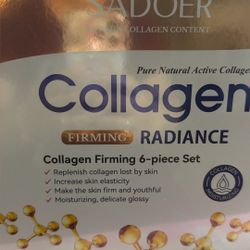 SADOER
COLLAGEN CONTENT
Pure Natural Active Collage
Collagen
FIRMING RADIANCE
Collagen Firming 6-piece Set
✓ Replenish collagen lost by skin
✓ Increase skin elasticity
✓ Make the skin firm and youthful
✓ Moisturizing, delicate glossy
COLLAGEN